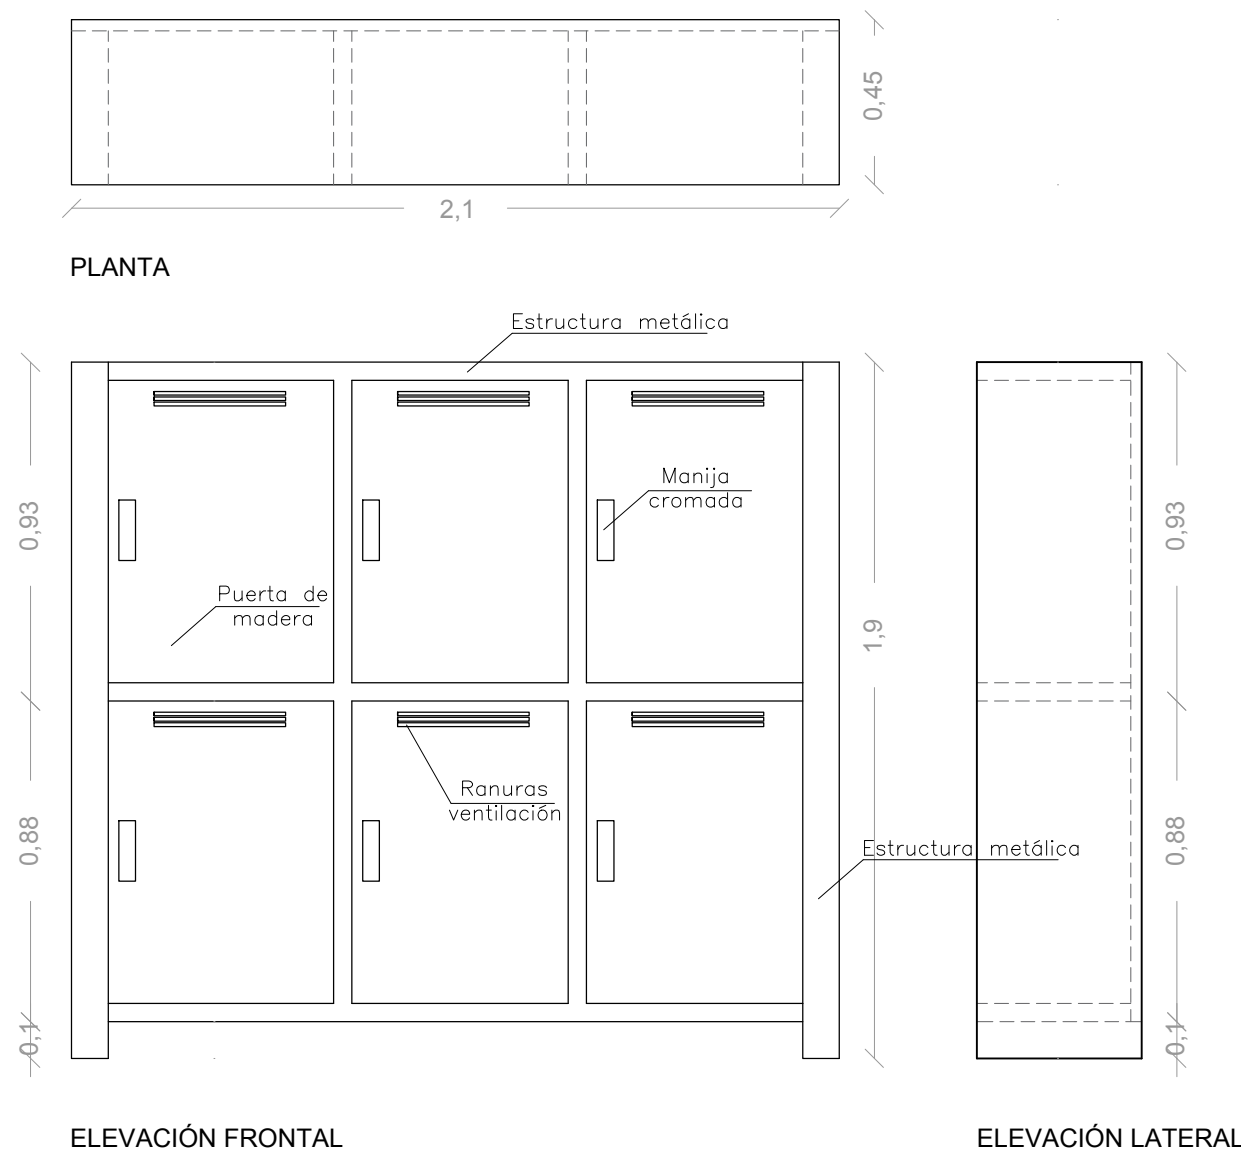 0,45
2,1
PLANTA
Estructura metálica
0,93
Manija
cromada
0,93
Puerta de
madera
1,9
Ranuras
ventilación
0,88
Estructura metálica
0,88
0,1
0,1
ELEVACIÓN FRONTAL
ELEVACIÓN LATERAL